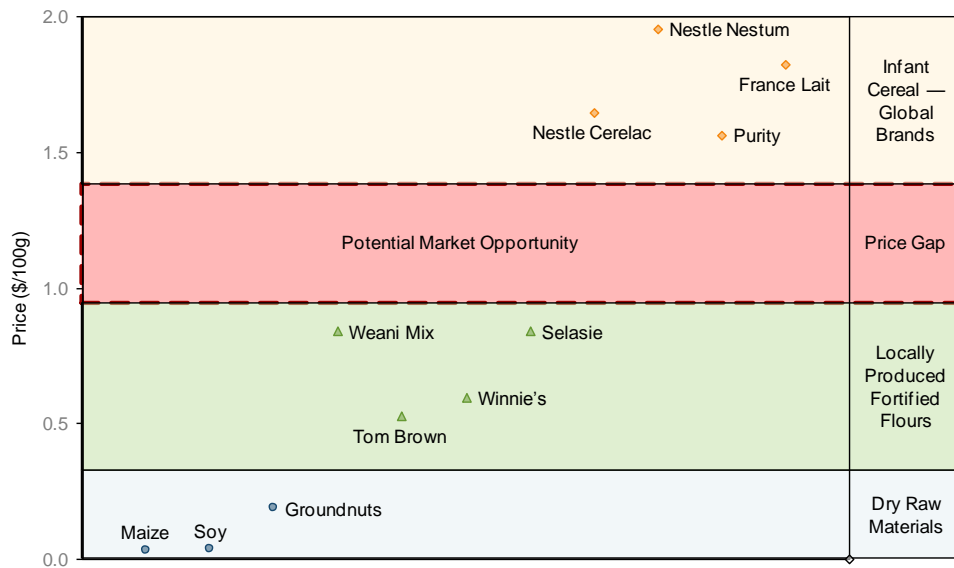 2.0
Nestle Nestum
France Lait
Infant
Cereal —
Global
Brands
Nestle Cerelac
Purity
1.5
Potential Market Opportunity
Price Gap
Price ($/100g)
1.0
Weani Mix
Selasie
Locally
Produced
Fortified
Flours
Winnie's
Tom Brown
0.5
Groundnuts
Maize
Soy
Dry Raw
Materials
0.0